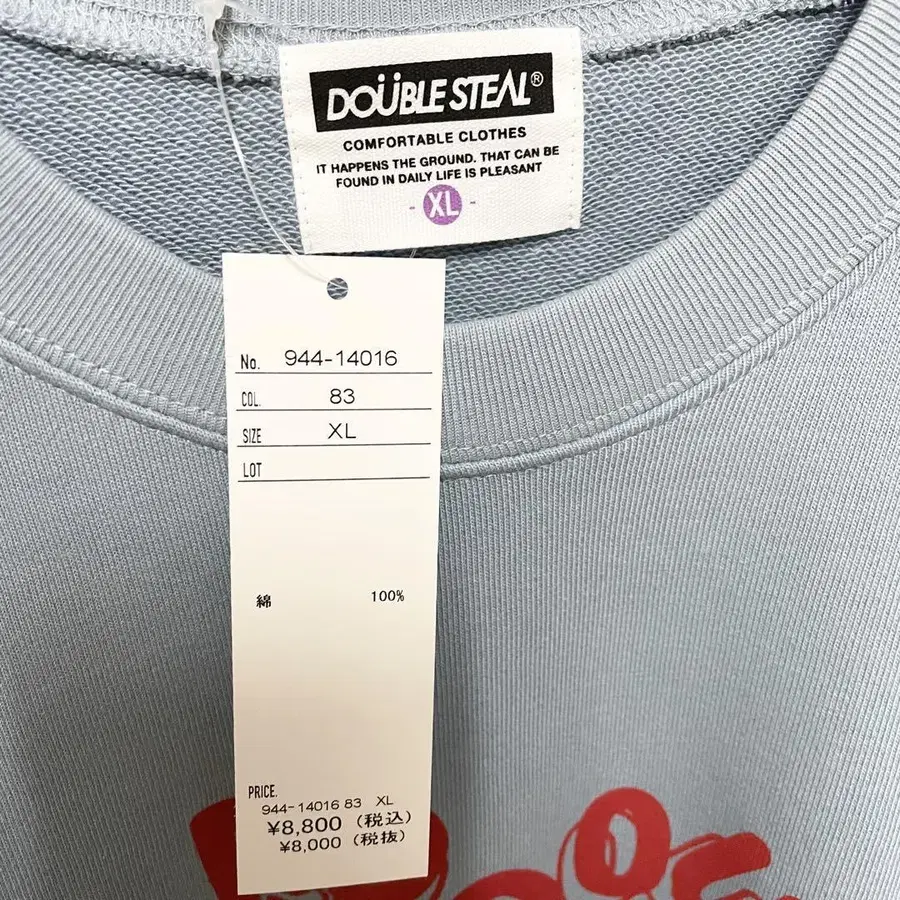 DOÜBLE STEAL®
COMFORTABLE CLOTHES
IT HAPPENS THE GROUND. THAT CAN BE
FOUND IN DAILY LIFE IS PLEASANT
- XL -
No. 944-14016
COL. 83
SIZE XL
LOT
綿 100%
PRICE.
944-14016 83 XL
¥8,800 (税込)
¥8,000 (税抜)